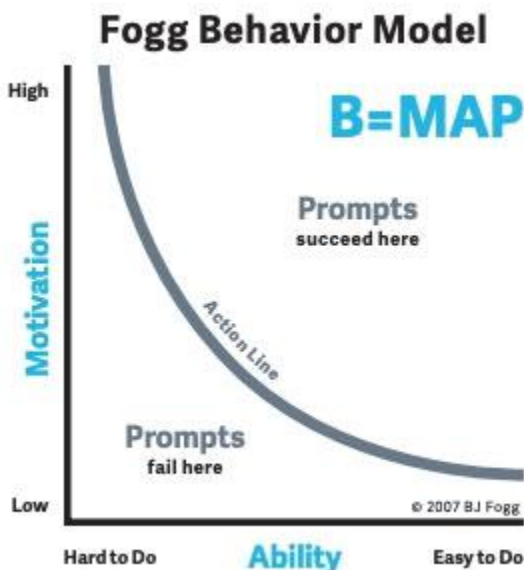 Fogg Behavior Model
High
B=MAP
Prompts
succeed here
Motivation
Action Line
Prompts
fail here
Low
© 2007 BJ Fogg
Hard to Do
Ability
Easy to Do